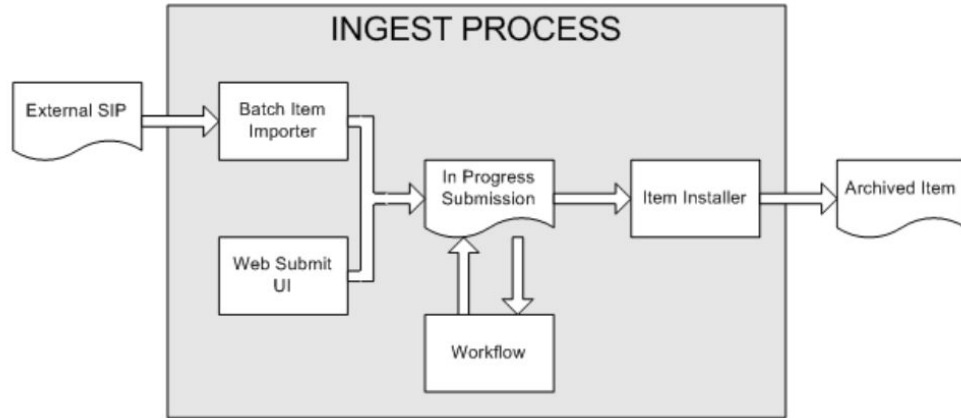 INGEST PROCESS
External SIP
Batch Item
Importer
In Progress
Submission
Item Installer
Archived Item
Web Submit
UI
Workflow